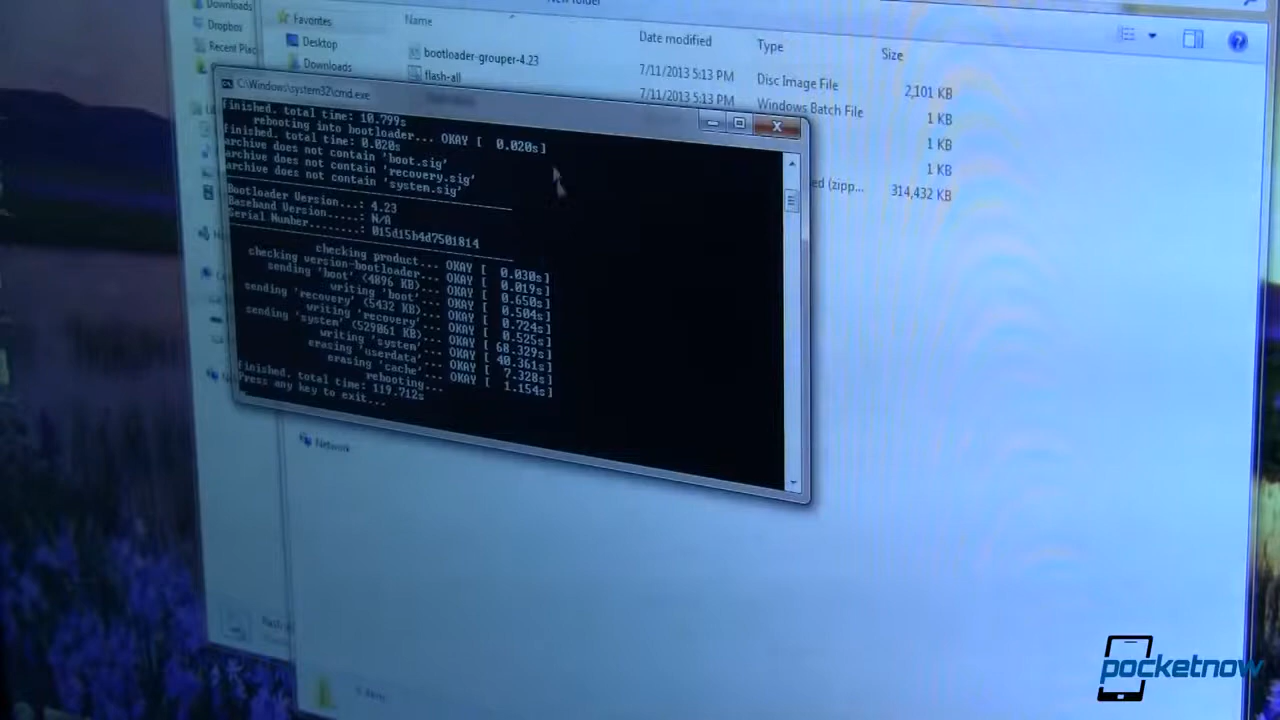 Downloads
Dropbox
Recent Plac
Favorites
Desktop
Downloads
Name
Date modified
Type
Size
bootloader-grouper-4.23
7/11/2013 5:13 PM
Disc Image File
2,101 KB
flash-all
7/11/2013 5:13 PM
Windows Batch File
1 KB
1 KB
1 KB
ed (zipp...
314,432 KB
C:\Windows\system32\cmd.exe
finished. total time: 10.799s
rebooting into bootloader... OKAY [ 0.020s]
finished. total time: 0.020s
archive does not contain 'boot.sig'
archive does not contain 'recovery.sig'
archive does not contain 'system.sig'
Bootloader Version...: 4.23
Baseband Version.....: N/A
Serial Number........: 015d15b4d7501814
checking product... OKAY [ 0.030s]
checking version-bootloader... OKAY [ 0.019s]
sending 'boot' (4896 KB)... OKAY [ 0.650s]
writing 'boot'... OKAY [ 0.504s]
sending 'recovery' (5432 KB)... OKAY [ 0.724s]
writing 'recovery'... OKAY [ 0.525s]
sending 'system' (529061 KB)... OKAY [ 68.329s]
writing 'system'... OKAY [ 40.361s]
erasing 'userdata'... OKAY [ 7.328s]
erasing 'cache'... OKAY [ 1.154s]
rebooting...
finished. total time: 119.712s
Press any key to exit...
Network
pocketnow